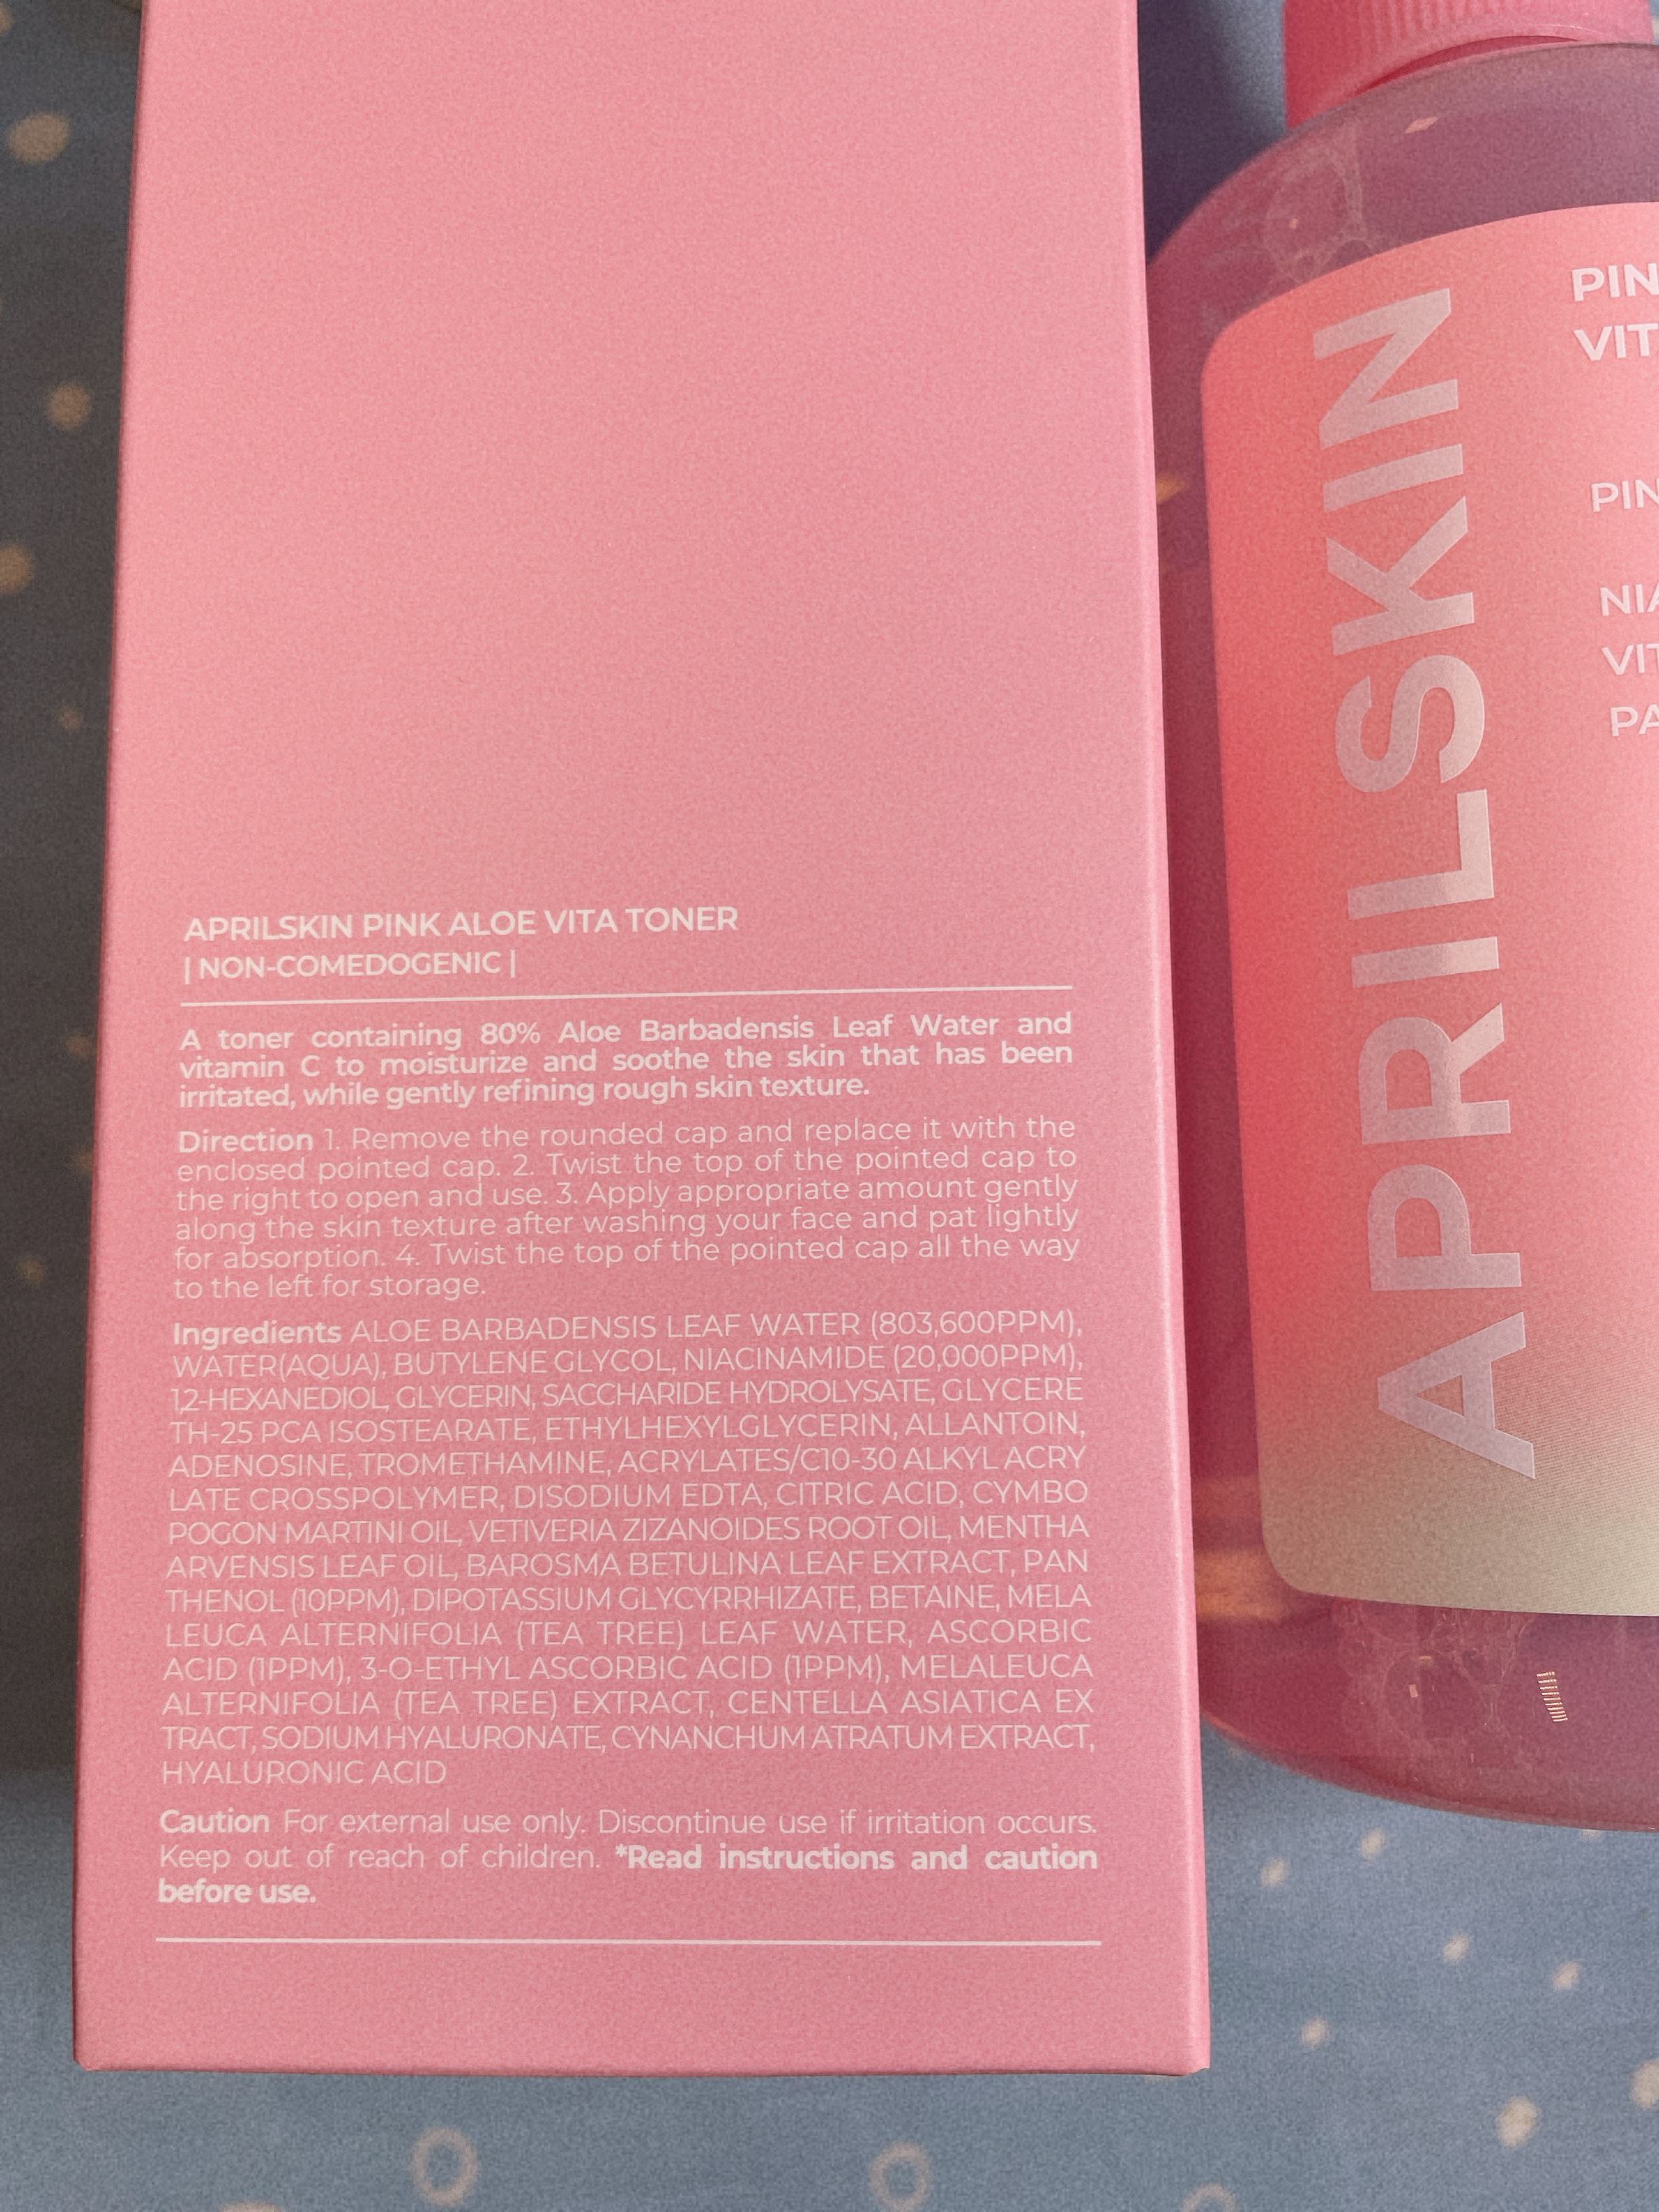 APRILSKIN PINK ALOE VITA TONER
| NON-COMEDOGENIC |
A toner containing 80% Aloe Barbadensis Leaf Water and
vitamin C to moisturize and soothe the skin that has been
irritated, while gently refining rough skin texture.
Direction 1. Remove the rounded cap and replace it with the
enclosed pointed cap. 2. Twist the top of the pointed cap to
the right to open and use. 3. Apply appropriate amount gently
along the skin texture after washing your face and pat lightly
for absorption. 4. Twist the top of the pointed cap all the way
to the left for storage.
Ingredients ALOE BARBADENSIS LEAF WATER (803,600PPM),
WATER(AQUA), BUTYLENE GLYCOL, NIACINAMIDE (20,000PPM),
1,2-HEXANEDIOL, GLYCERIN, SACCHARIDE HYDROLYSATE, GLYCERE
TH-25 PCA ISOSTEARATE, ETHYLHEXYLGLYCERIN, ALLANTOIN,
ADENOSINE, TROMETHAMINE, ACRYLATES/C10-30 ALKYL ACRY
LATE CROSSPOLYMER, DISODIUM EDTA, CITRIC ACID, CYMBO
POGON MARTINI OIL, VETIVERIA ZIZANOIDES ROOT OIL, MENTHA
ARVENSIS LEAF OIL, BAROSMA BETULINA LEAF EXTRACT, PAN
THENOL (10PPM), DIPOTASSIUM GLYCYRRHIZATE, BETAINE, MELA
LEUCA ALTERNIFOLIA (TEA TREE) LEAF WATER, ASCORBIC
ACID (1PPM), 3-O-ETHYL ASCORBIC ACID (1PPM), MELALEUCA
ALTERNIFOLIA (TEA TREE) EXTRACT, CENTELLA ASIATICA EX
TRACT, SODIUM HYALURONATE, CYNANCHUM ATRATUM EXTRACT,
HYALURONIC ACID
Caution For external use only. Discontinue use if irritation occurs.
Keep out of reach of children. *Read instructions and caution
before use.
APRILSKIN
PIN
VIT
PIN
NIA
VIT
PA